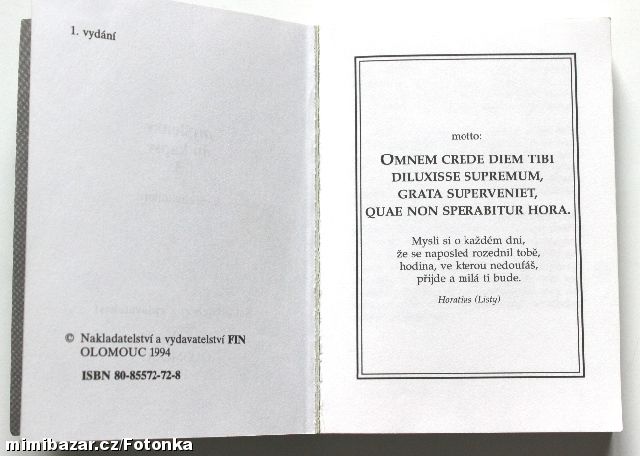 1. vydání
© Nakladatelství a vydavatelství FIN
OLOMOUC 1994
ISBN 80-85572-72-8
motto:
OMNEM CREDE DIEM TIBI
DILUXISSE SUPREMUM,
GRATA SUPERVENIET,
QUAE NON SPERABITUR HORA.
Mysli si o každém dni,
že se naposled rozednil tobě,
hodina, ve kterou nedoufáš,
přijde a milá ti bude.
Horatius (Listy)
mimibazar.cz/Fotonka